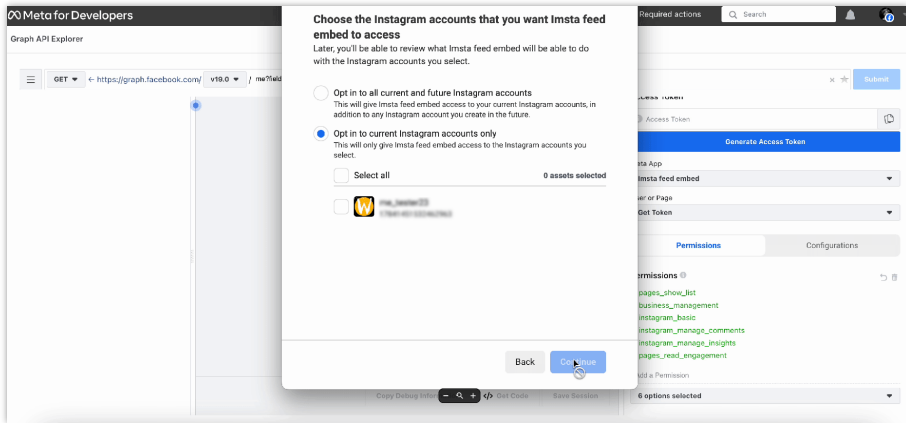 Meta for Developers
Required actions
Search
Graph API Explorer
GET
https://graph.facebook.com/
v19.0
/
Submit
Choose the Instagram accounts that you want Imsta feed
embed to access
Later, you'll be able to review what Imsta feed embed will be able to do
with the Instagram accounts you select.
Opt in to all current and future Instagram accounts
This will give Imsta feed embed access to your current Instagram accounts, in
addition to any Instagram account you create in the future.
Opt in to current Instagram accounts only
This will only give Imsta feed embed access to the Instagram accounts you
select.
Select all
0 assets selected
Back
Continue
Copy Debug
Get Code
Save Session
Access Token
Generate Access Token
App
Imsta feed embed
or Page
Get Token
Permissions
Configurations
pages_show_list
business_management
instagram_basic
instagram_manage_comments
instagram_manage_insights
pages_read_engagement
a Permission
6 options selected